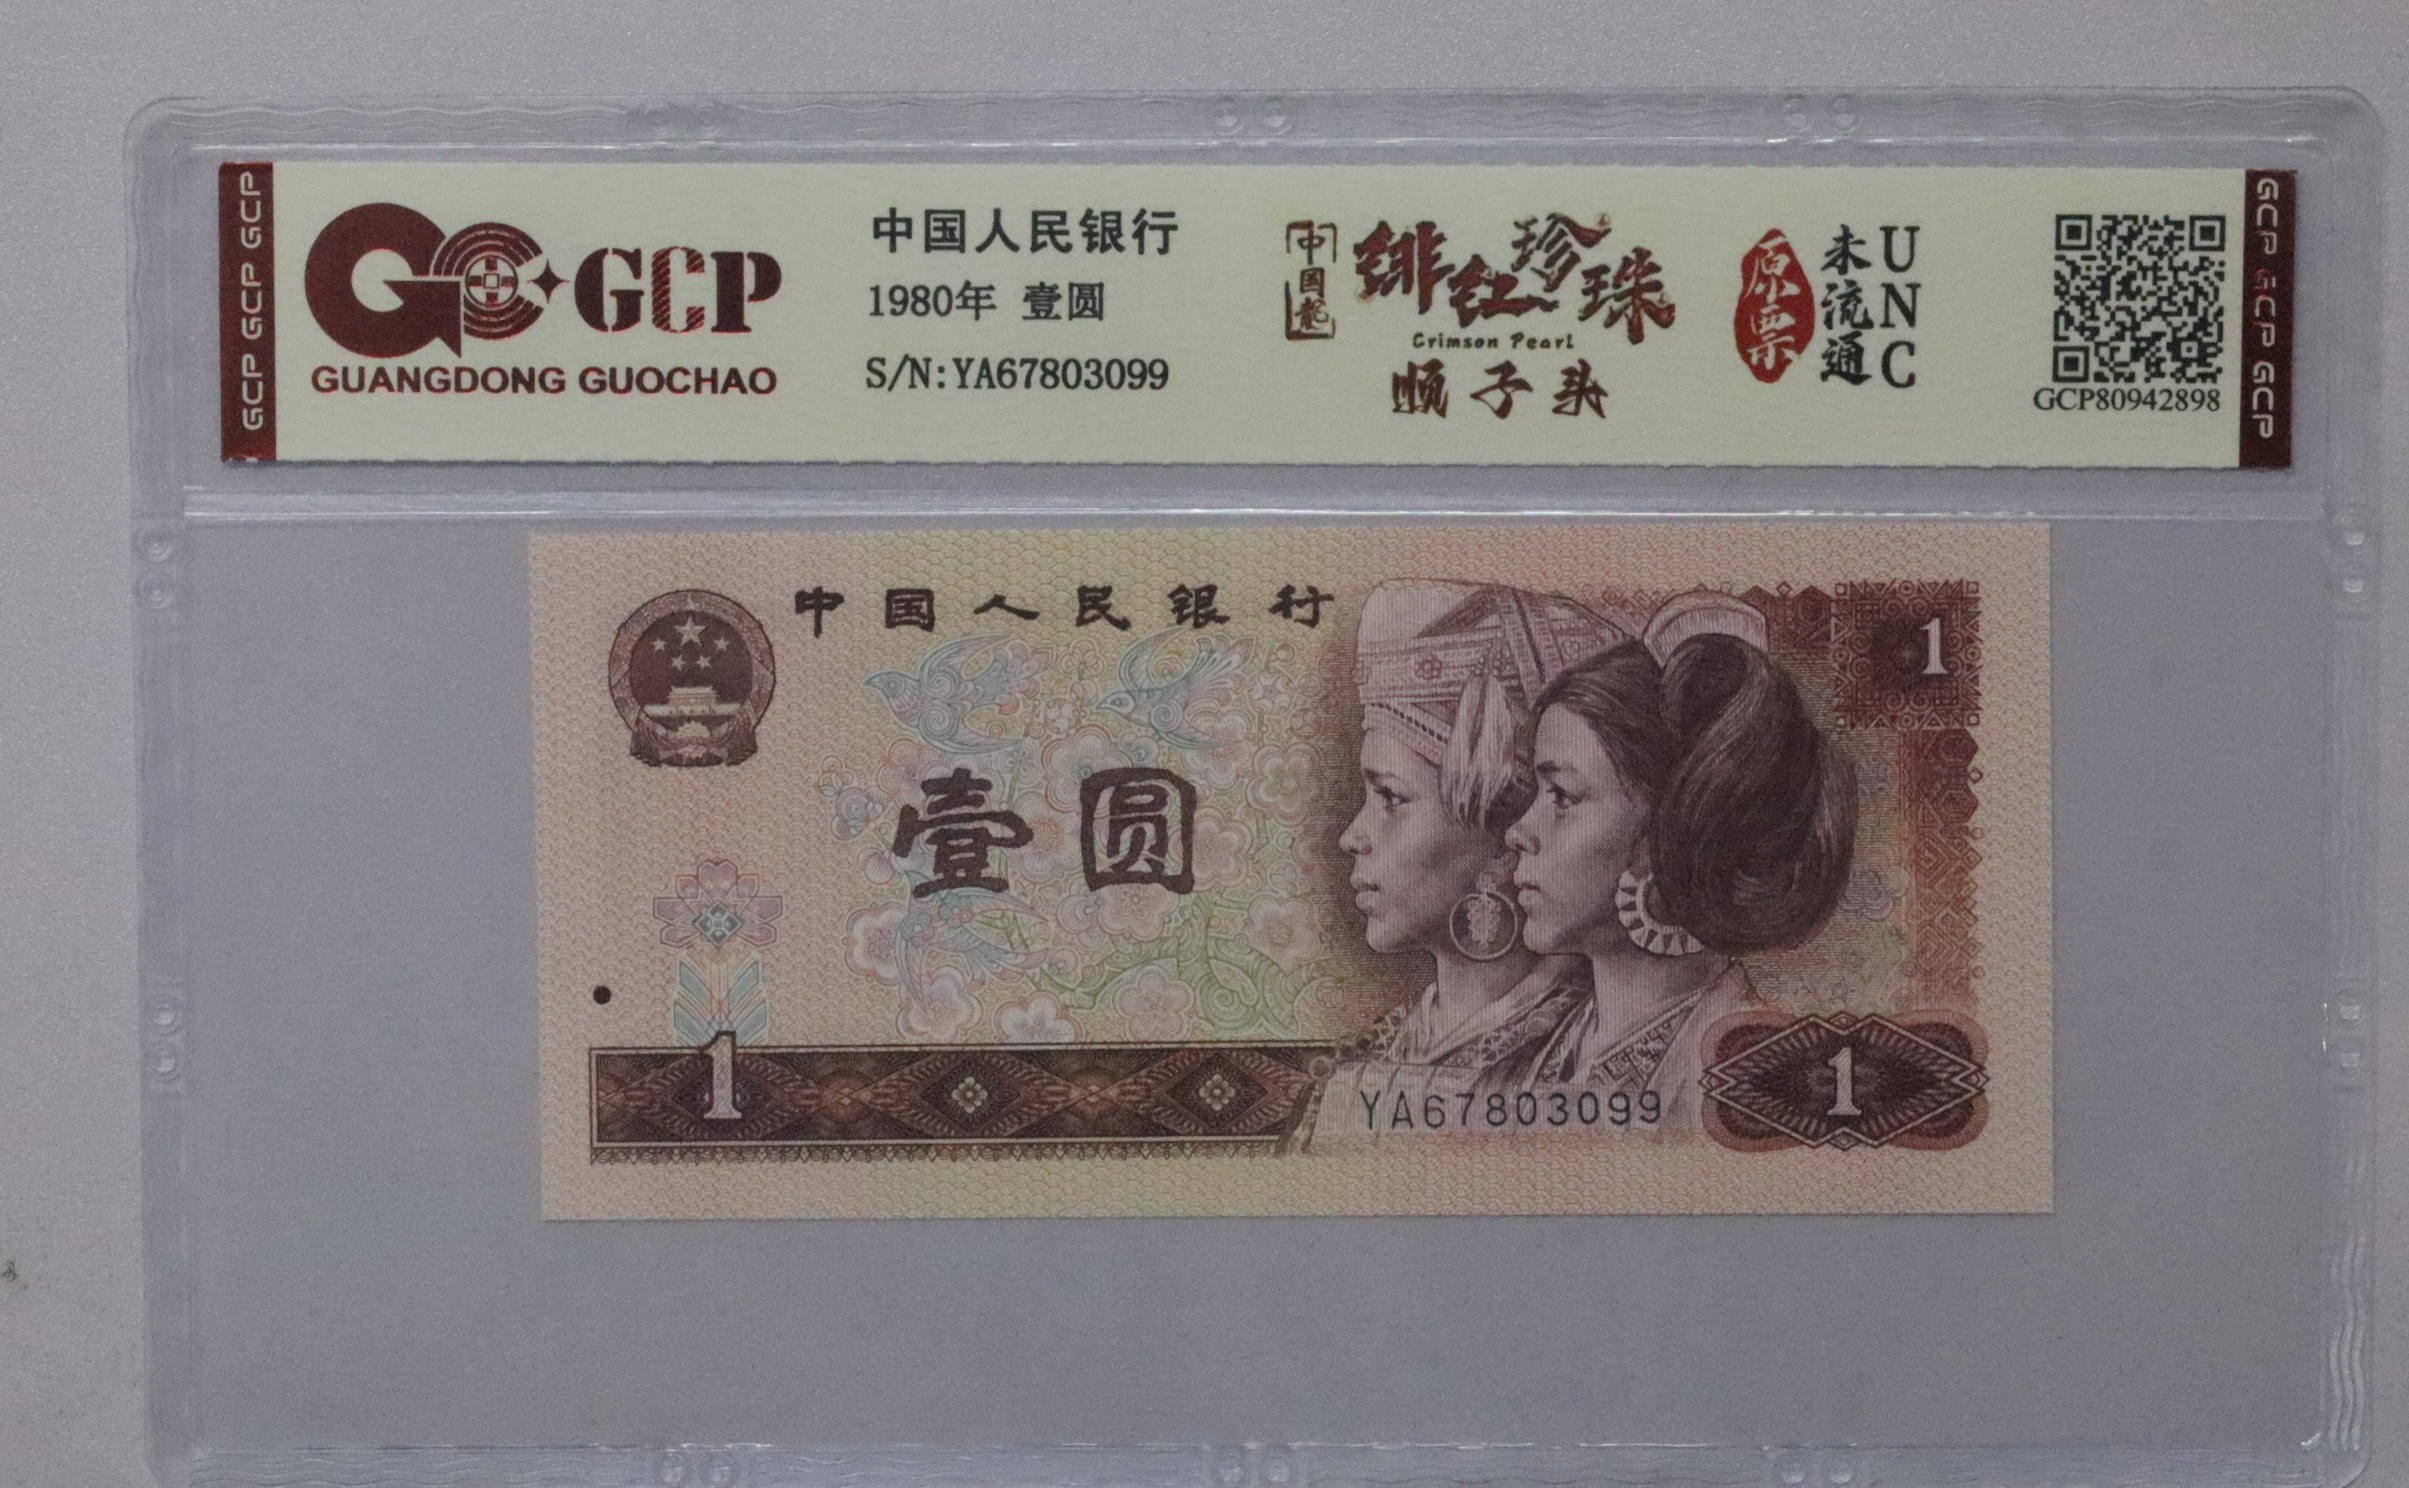 GCP GCP GCP
GCP
GUANGDONG GUOCHAO
中国人民银行
1980年 壹圆
S/N:YA67803099
中国龍
绯红珍珠
Crimson Pearl
顺子头
原票
未流通
UNC
GCP80942898
GCP GCP GCP
中国人民银行
1
壹圆
1
YA67803099
1